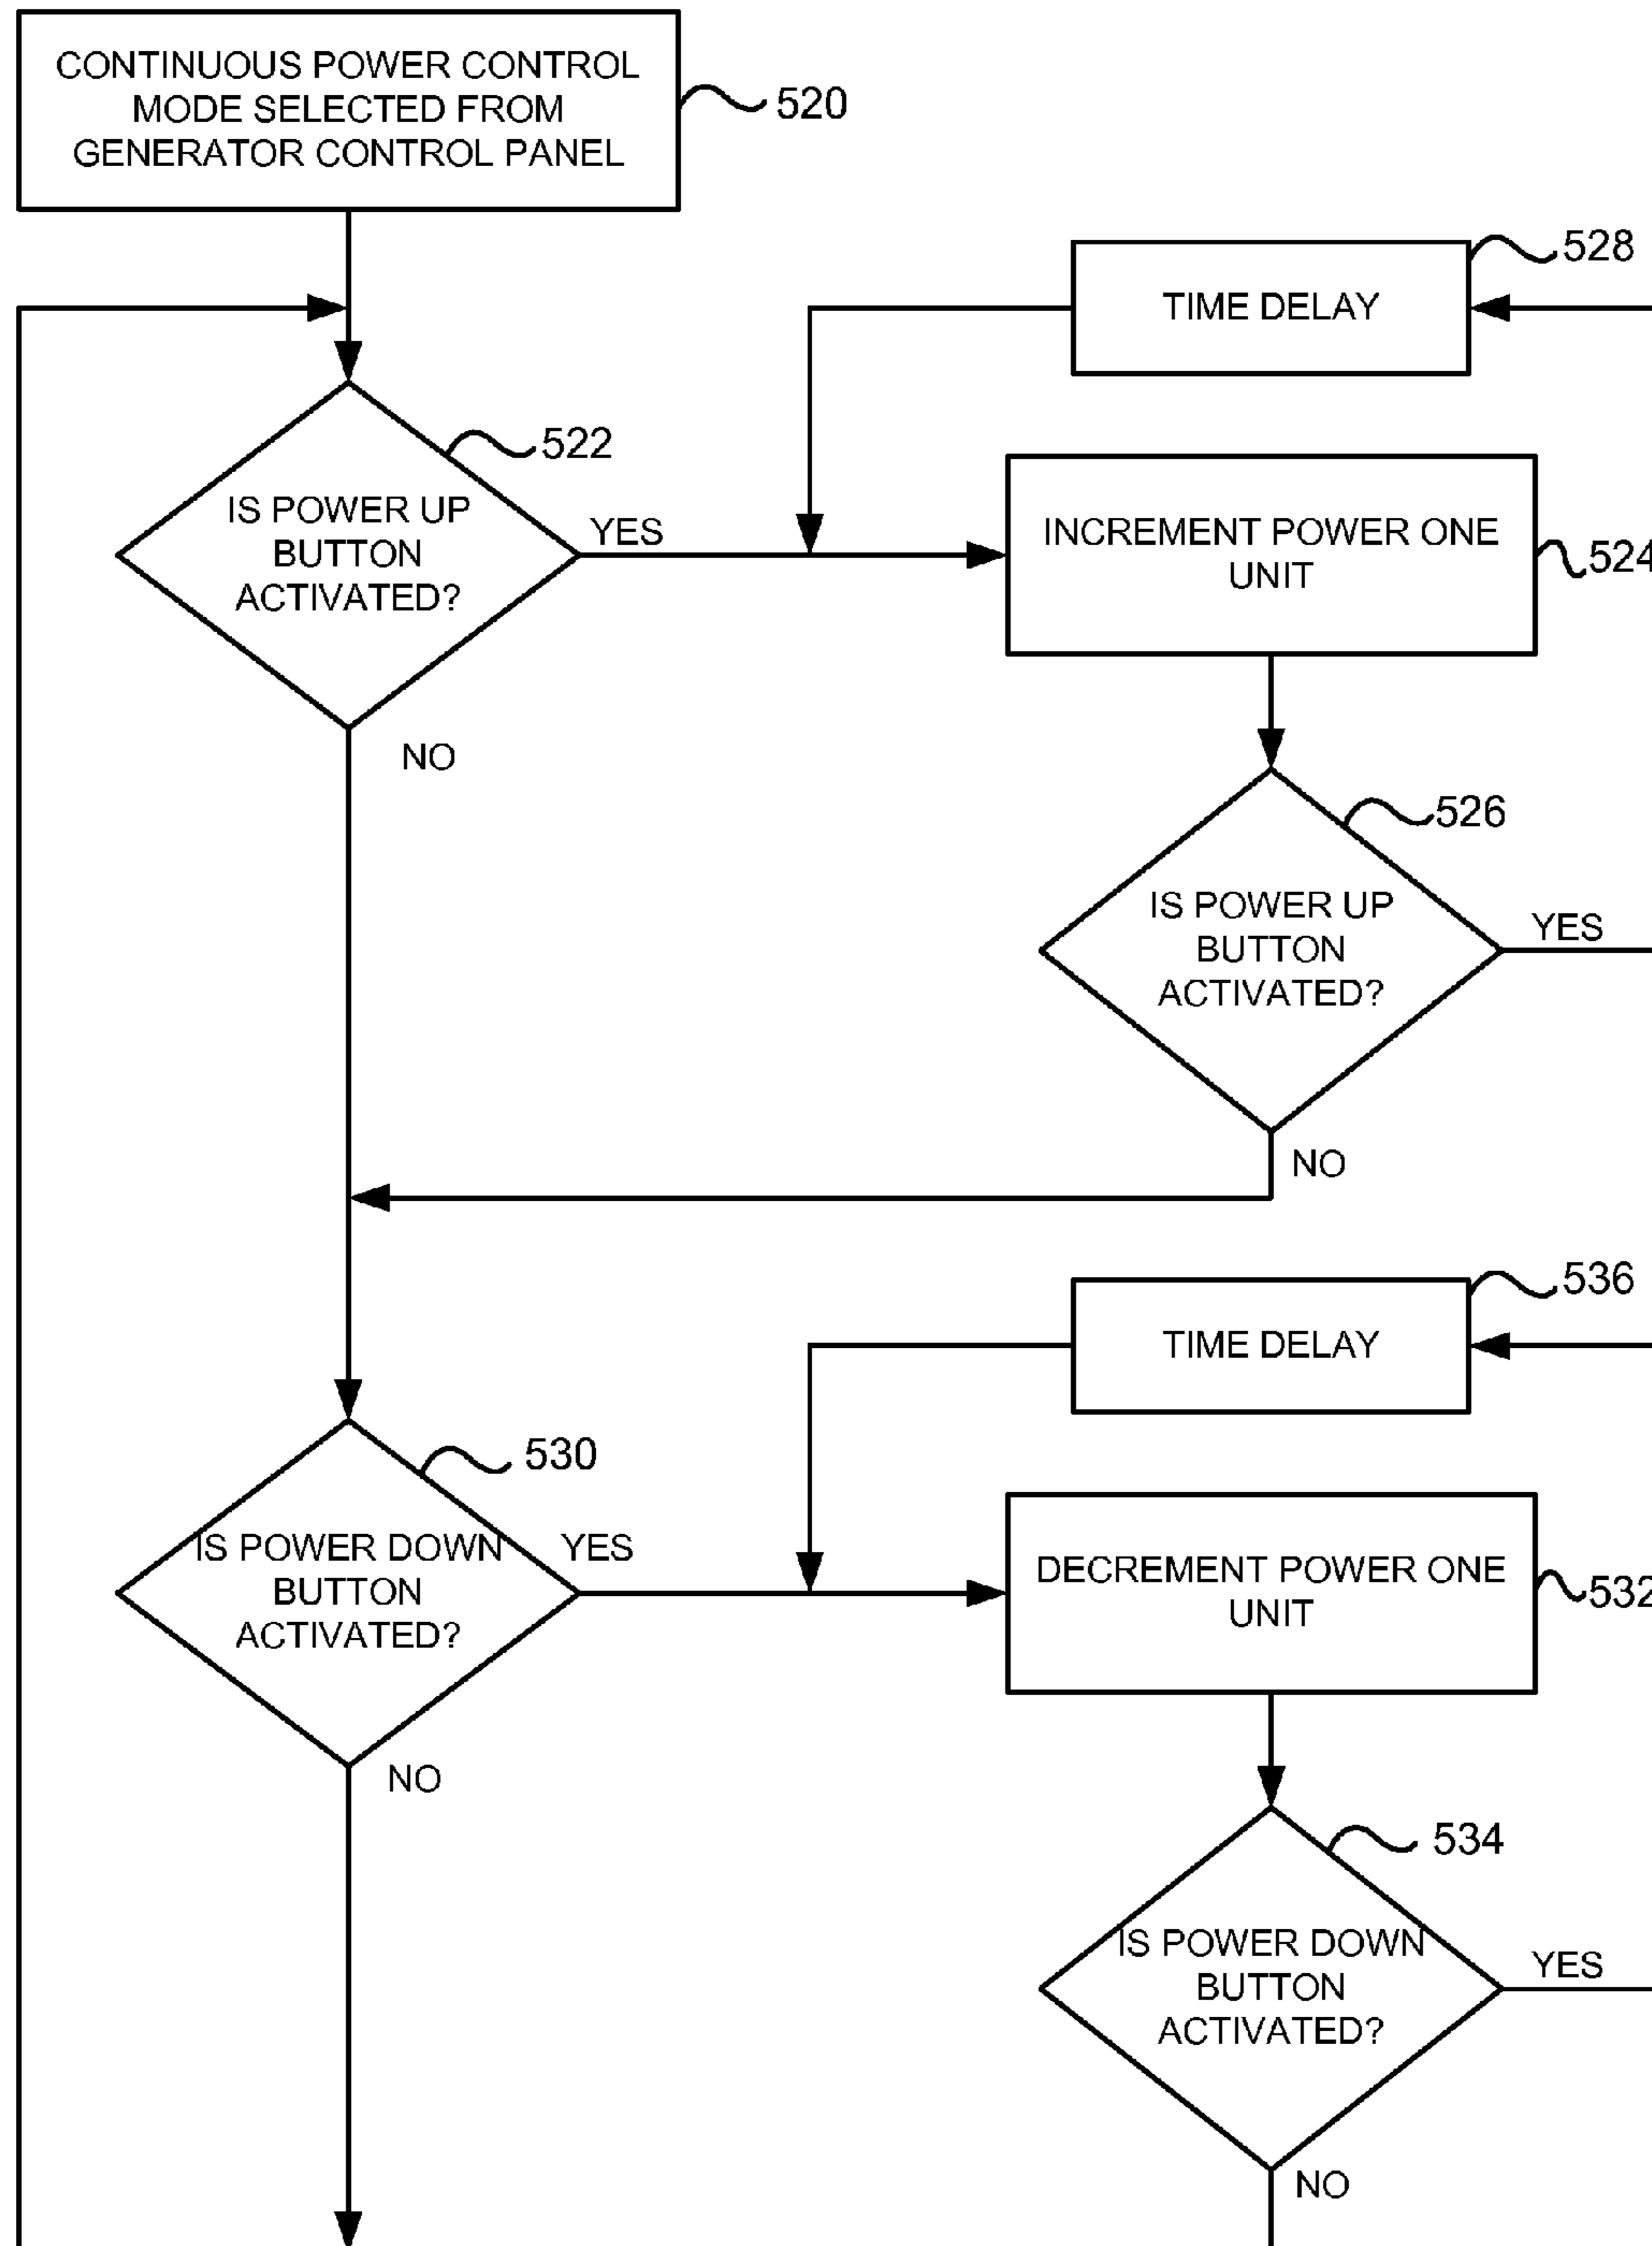 CONTINUOUS POWER CONTROL
MODE SELECTED FROM
GENERATOR CONTROL PANEL
520
528
TIME DELAY
522
IS POWER UP
BUTTON
ACTIVATED?
YES
INCREMENT POWER ONE
UNIT
524
NO
526
IS POWER UP
BUTTON
ACTIVATED?
YES
NO
536
TIME DELAY
530
IS POWER DOWN
BUTTON
ACTIVATED?
YES
DECREMENT POWER ONE
UNIT
532
NO
534
IS POWER DOWN
BUTTON
ACTIVATED?
YES
NO